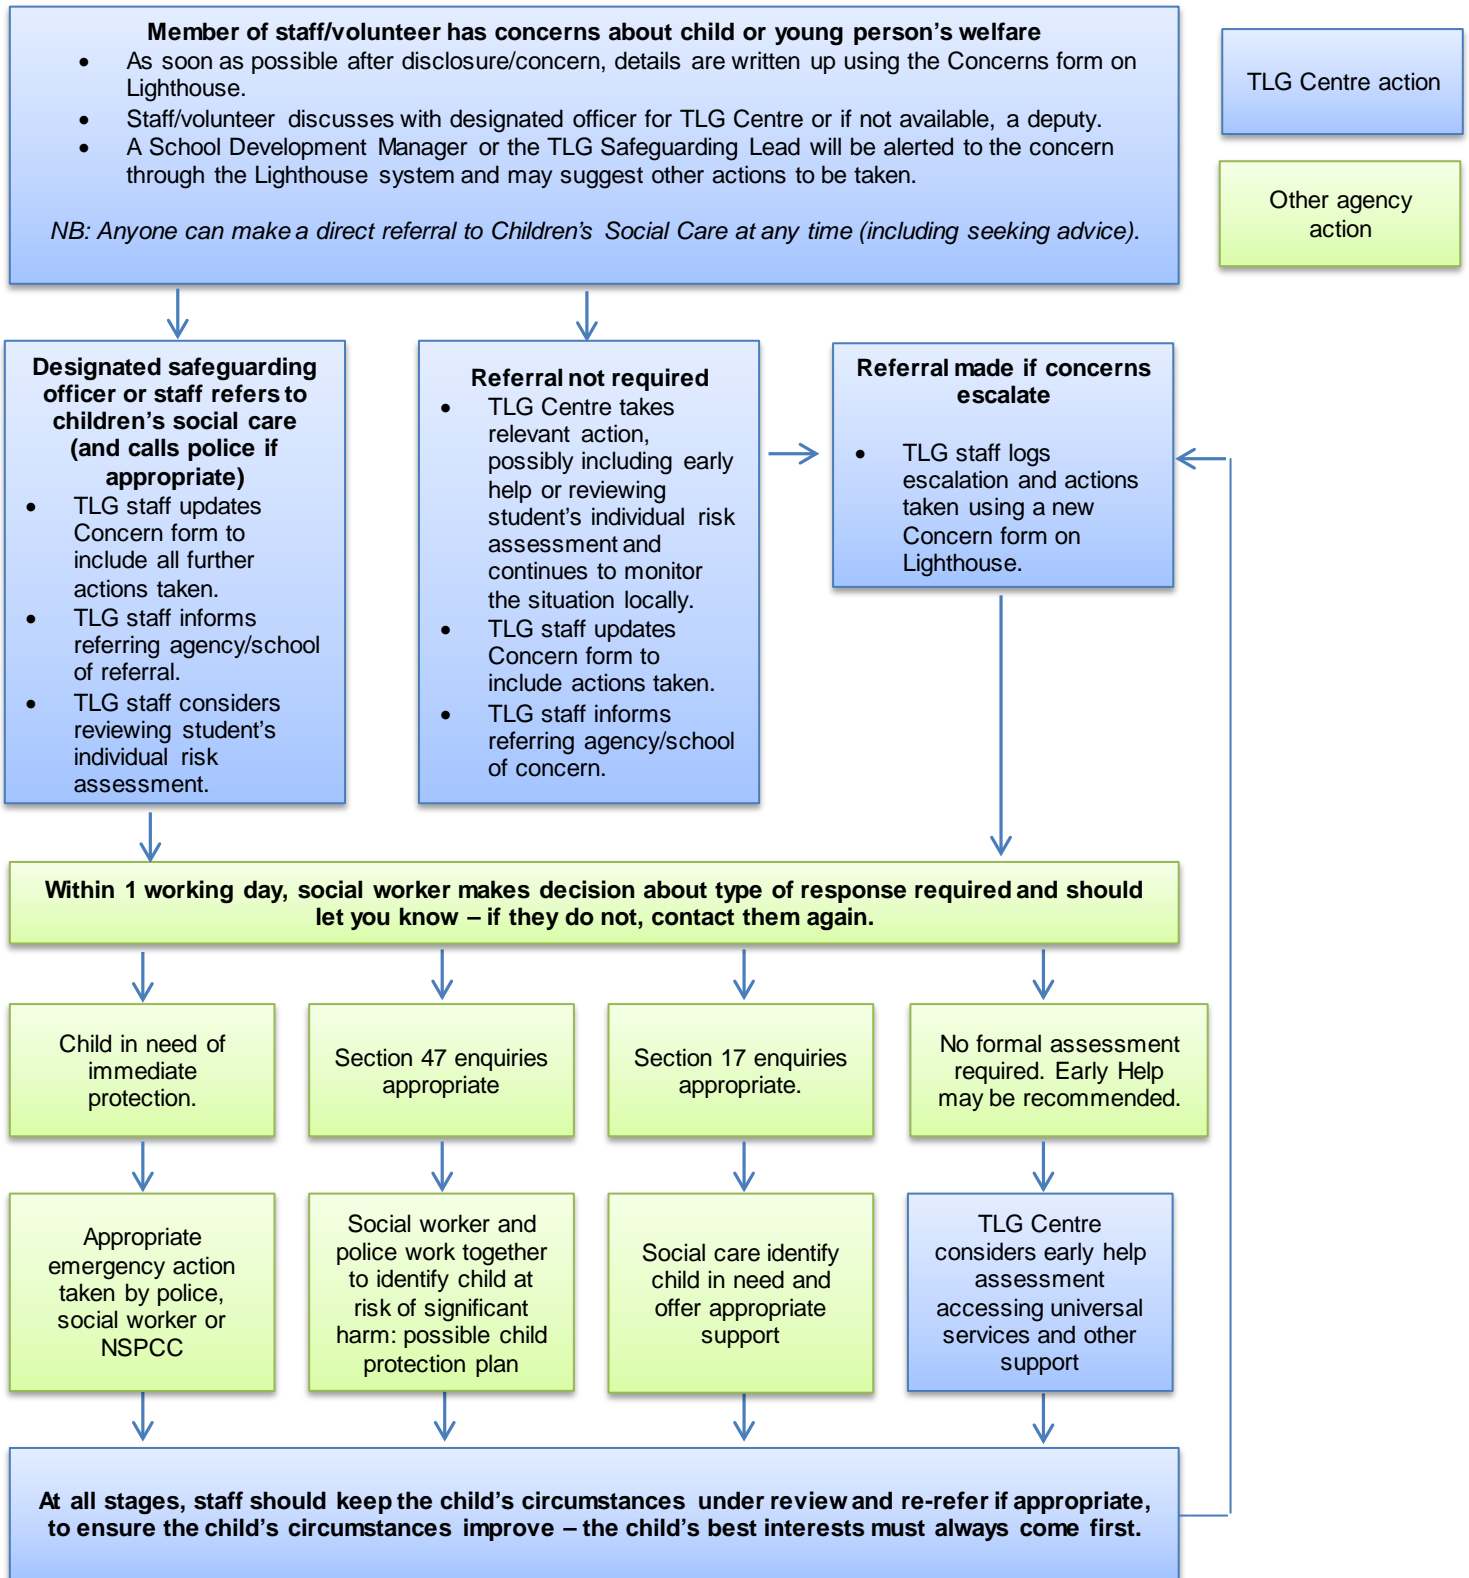 Member of staff/volunteer has concerns about child or young person's welfare
• As soon as possible after disclosure/concern, details are written up using the Concerns form on
Lighthouse.
• Staff/volunteer discusses with designated officer for TLG Centre or if not available, a deputy.
• A School Development Manager or the TLG Safeguarding Lead will be alerted to the concern
through the Lighthouse system and may suggest other actions to be taken.
NB: Anyone can make a direct referral to Children's Social Care at any time (including seeking advice).
TLG Centre action
Other agency
action
Designated safeguarding
officer or staff refers to
children's social care
(and calls police if
appropriate)
• TLG staff updates
Concern form to
include all further
actions taken.
• TLG staff informs
referring agency/school
of referral.
• TLG staff considers
reviewing student's
individual risk
assessment.
Referral not required
• TLG Centre takes
relevant action,
possibly including early
help or reviewing
student's individual risk
assessment and
continues to monitor
the situation locally.
• TLG staff updates
Concern form to
include actions taken.
• TLG staff informs
referring agency/school
of concern.
Referral made if concerns
escalate
• TLG staff logs
escalation and actions
taken using a new
Concern form on
Lighthouse.
Within 1 working day, social worker makes decision about type of response required and should
let you know – if they do not, contact them again.
Child in need of
immediate
protection.
Section 47 enquiries
appropriate
Section 17 enquiries
appropriate.
No formal assessment
required. Early Help
may be recommended.
Appropriate
emergency action
taken by police,
social worker or
NSPCC
Social worker and
police work together
to identify child at
risk of significant
harm: possible child
protection plan
Social care identify
child in need and
offer appropriate
support
TLG Centre
considers early help
assessment
accessing universal
services and other
support
At all stages, staff should keep the child's circumstances under review and re-refer if appropriate,
to ensure the child's circumstances improve – the child's best interests must always come first.